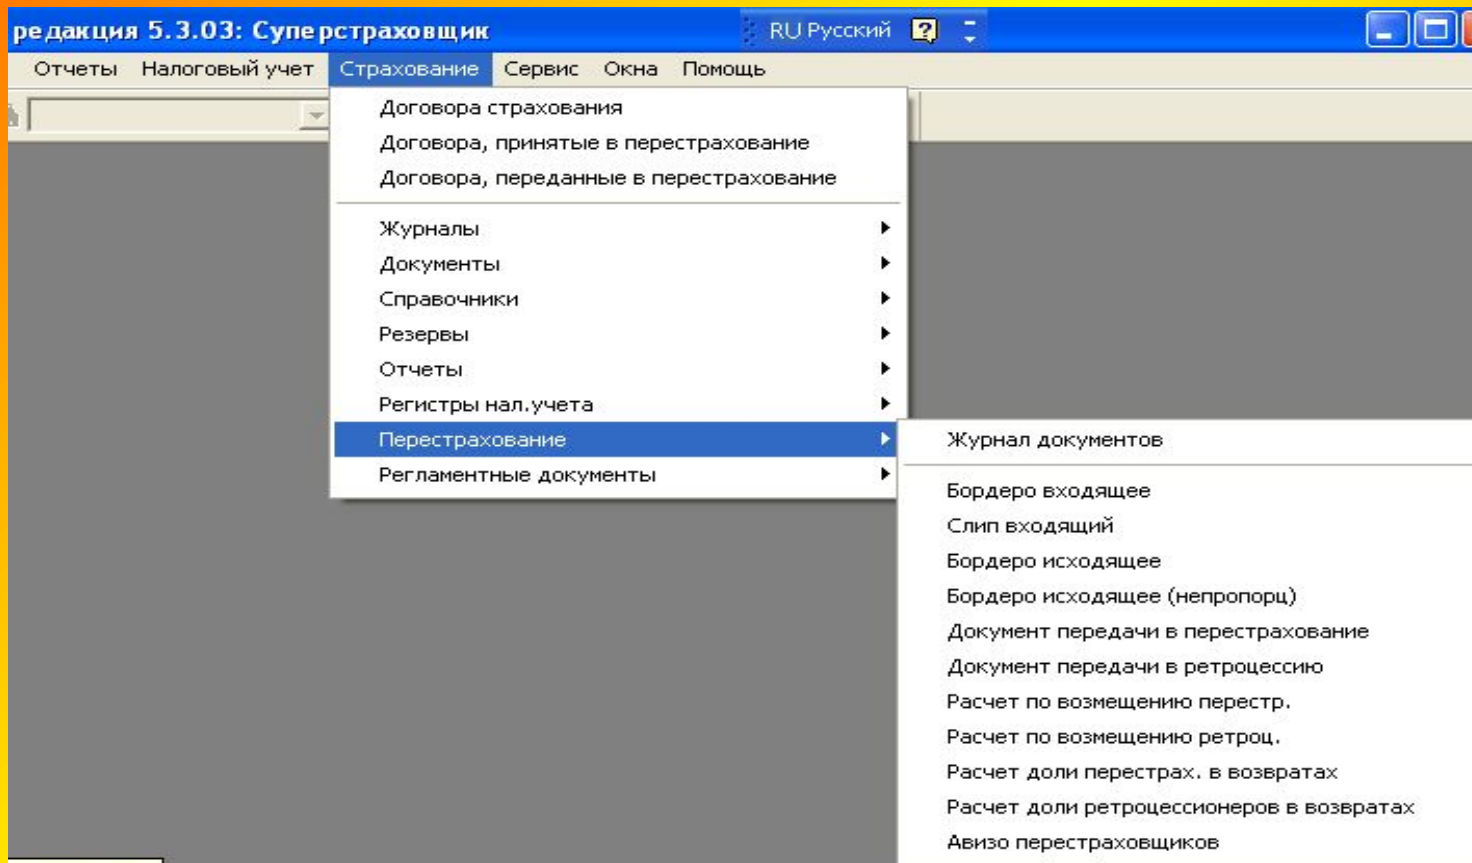 редакция 5.3.03: Суперстраховщик
RU Русский
Отчеты Налоговый учет Страхование Сервис Окна Помощь
Договора страхования
Договора, принятые в перестрахование
Договора, переданные в перестрахование
Журналы
Документы
Справочники
Резервы
Отчеты
Регистры нал.учета
Перестрахование
Регламентные документы
Журнал документов
Бордеро входящее
Слип входящий
Бордеро исходящее
Бордеро исходящее (непропорц)
Документ передачи в перестрахование
Документ передачи в ретроцессию
Расчет по возмещению перестр.
Расчет по возмещению ретроц.
Расчет доли перестрах. в возвратах
Расчет доли ретроцессионеров в возвратах
Авизо перестраховщиков